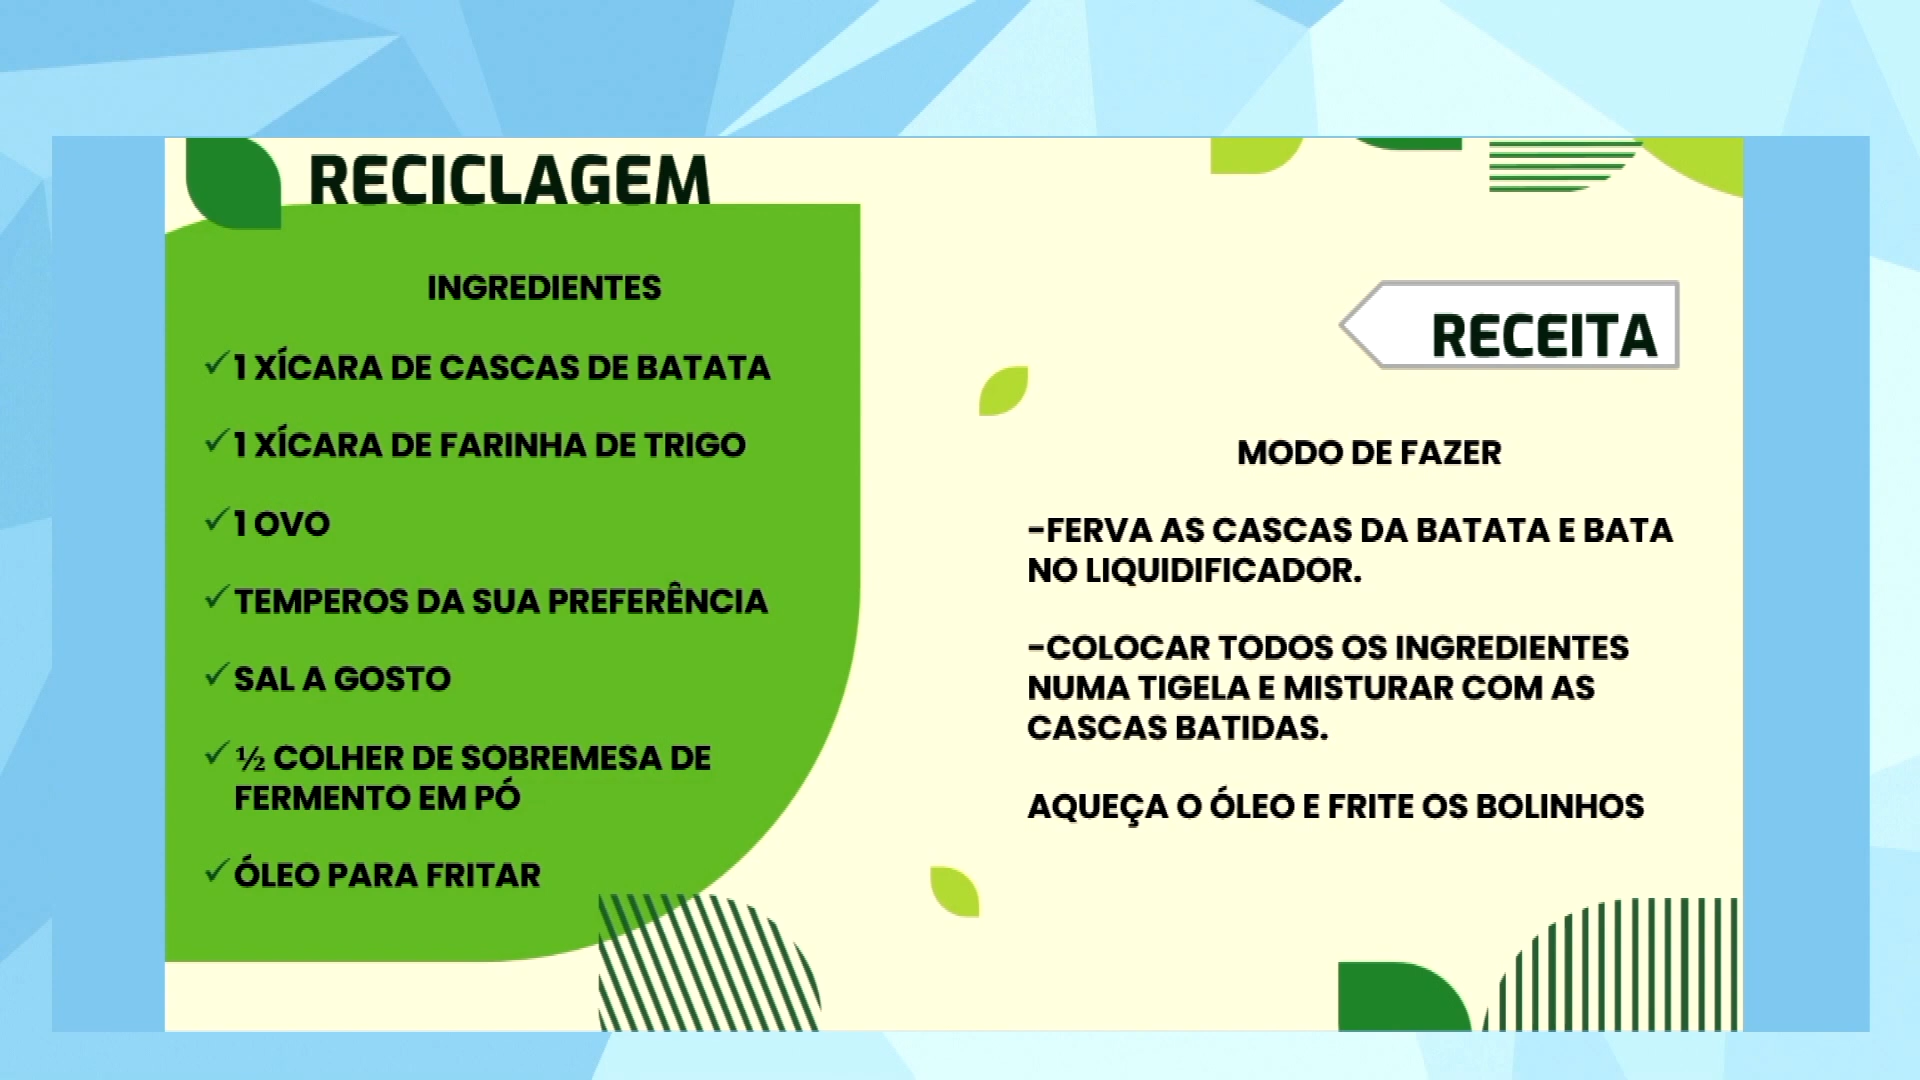 RECICLAGEM
INGREDIENTES
✓1 XÍCARA DE CASCAS DE BATATA
✓1 XÍCARA DE FARINHA DE TRIGO
✓1 OVO
✓TEMPEROS DA SUA PREFERÊNCIA
✓SAL A GOSTO
✓½ COLHER DE SOBREMESA DE
FERMENTO EM PÓ
✓ÓLEO PARA FRITAR
RECEITA
MODO DE FAZER
-FERVA AS CASCAS DA BATATA E BATA
NO LIQUIDIFICADOR.
-COLOCAR TODOS OS INGREDIENTES
NUMA TIGELA E MISTURAR COM AS
CASCAS BATIDAS.
AQUEÇA O ÓLEO E FRITE OS BOLINHOS